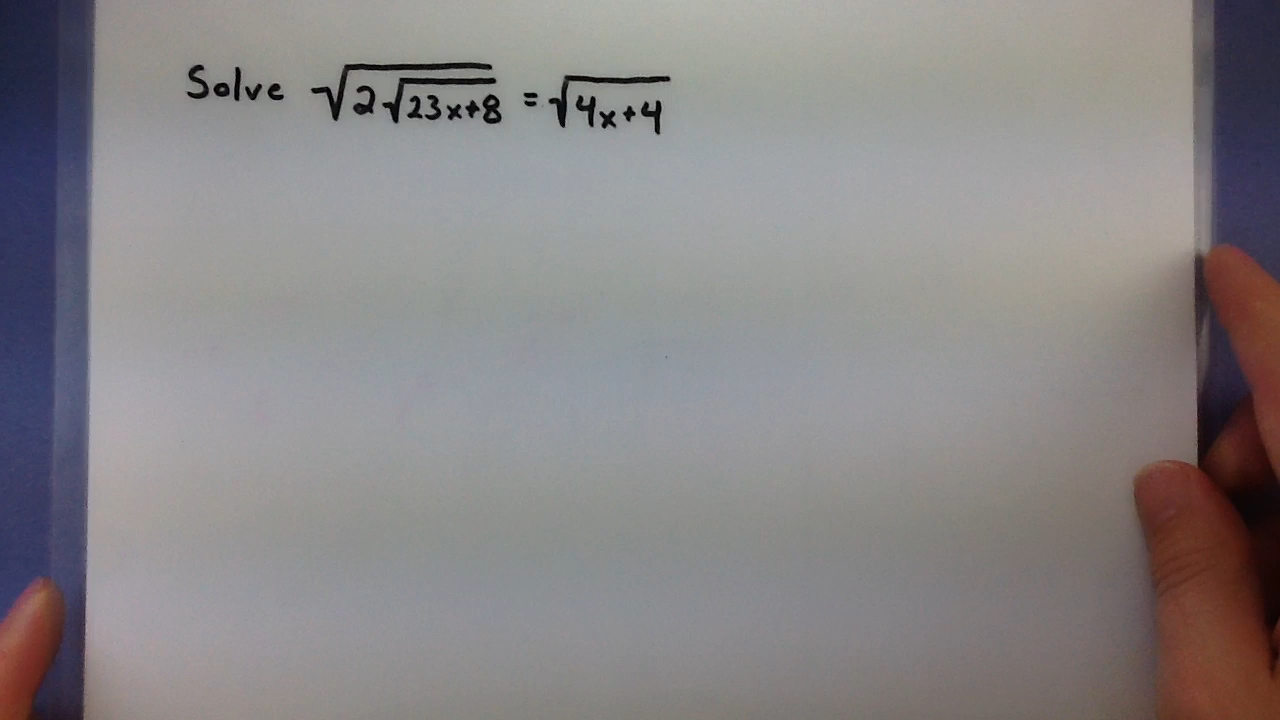 Solve √(2√(23x+8)) = √(4x+4)